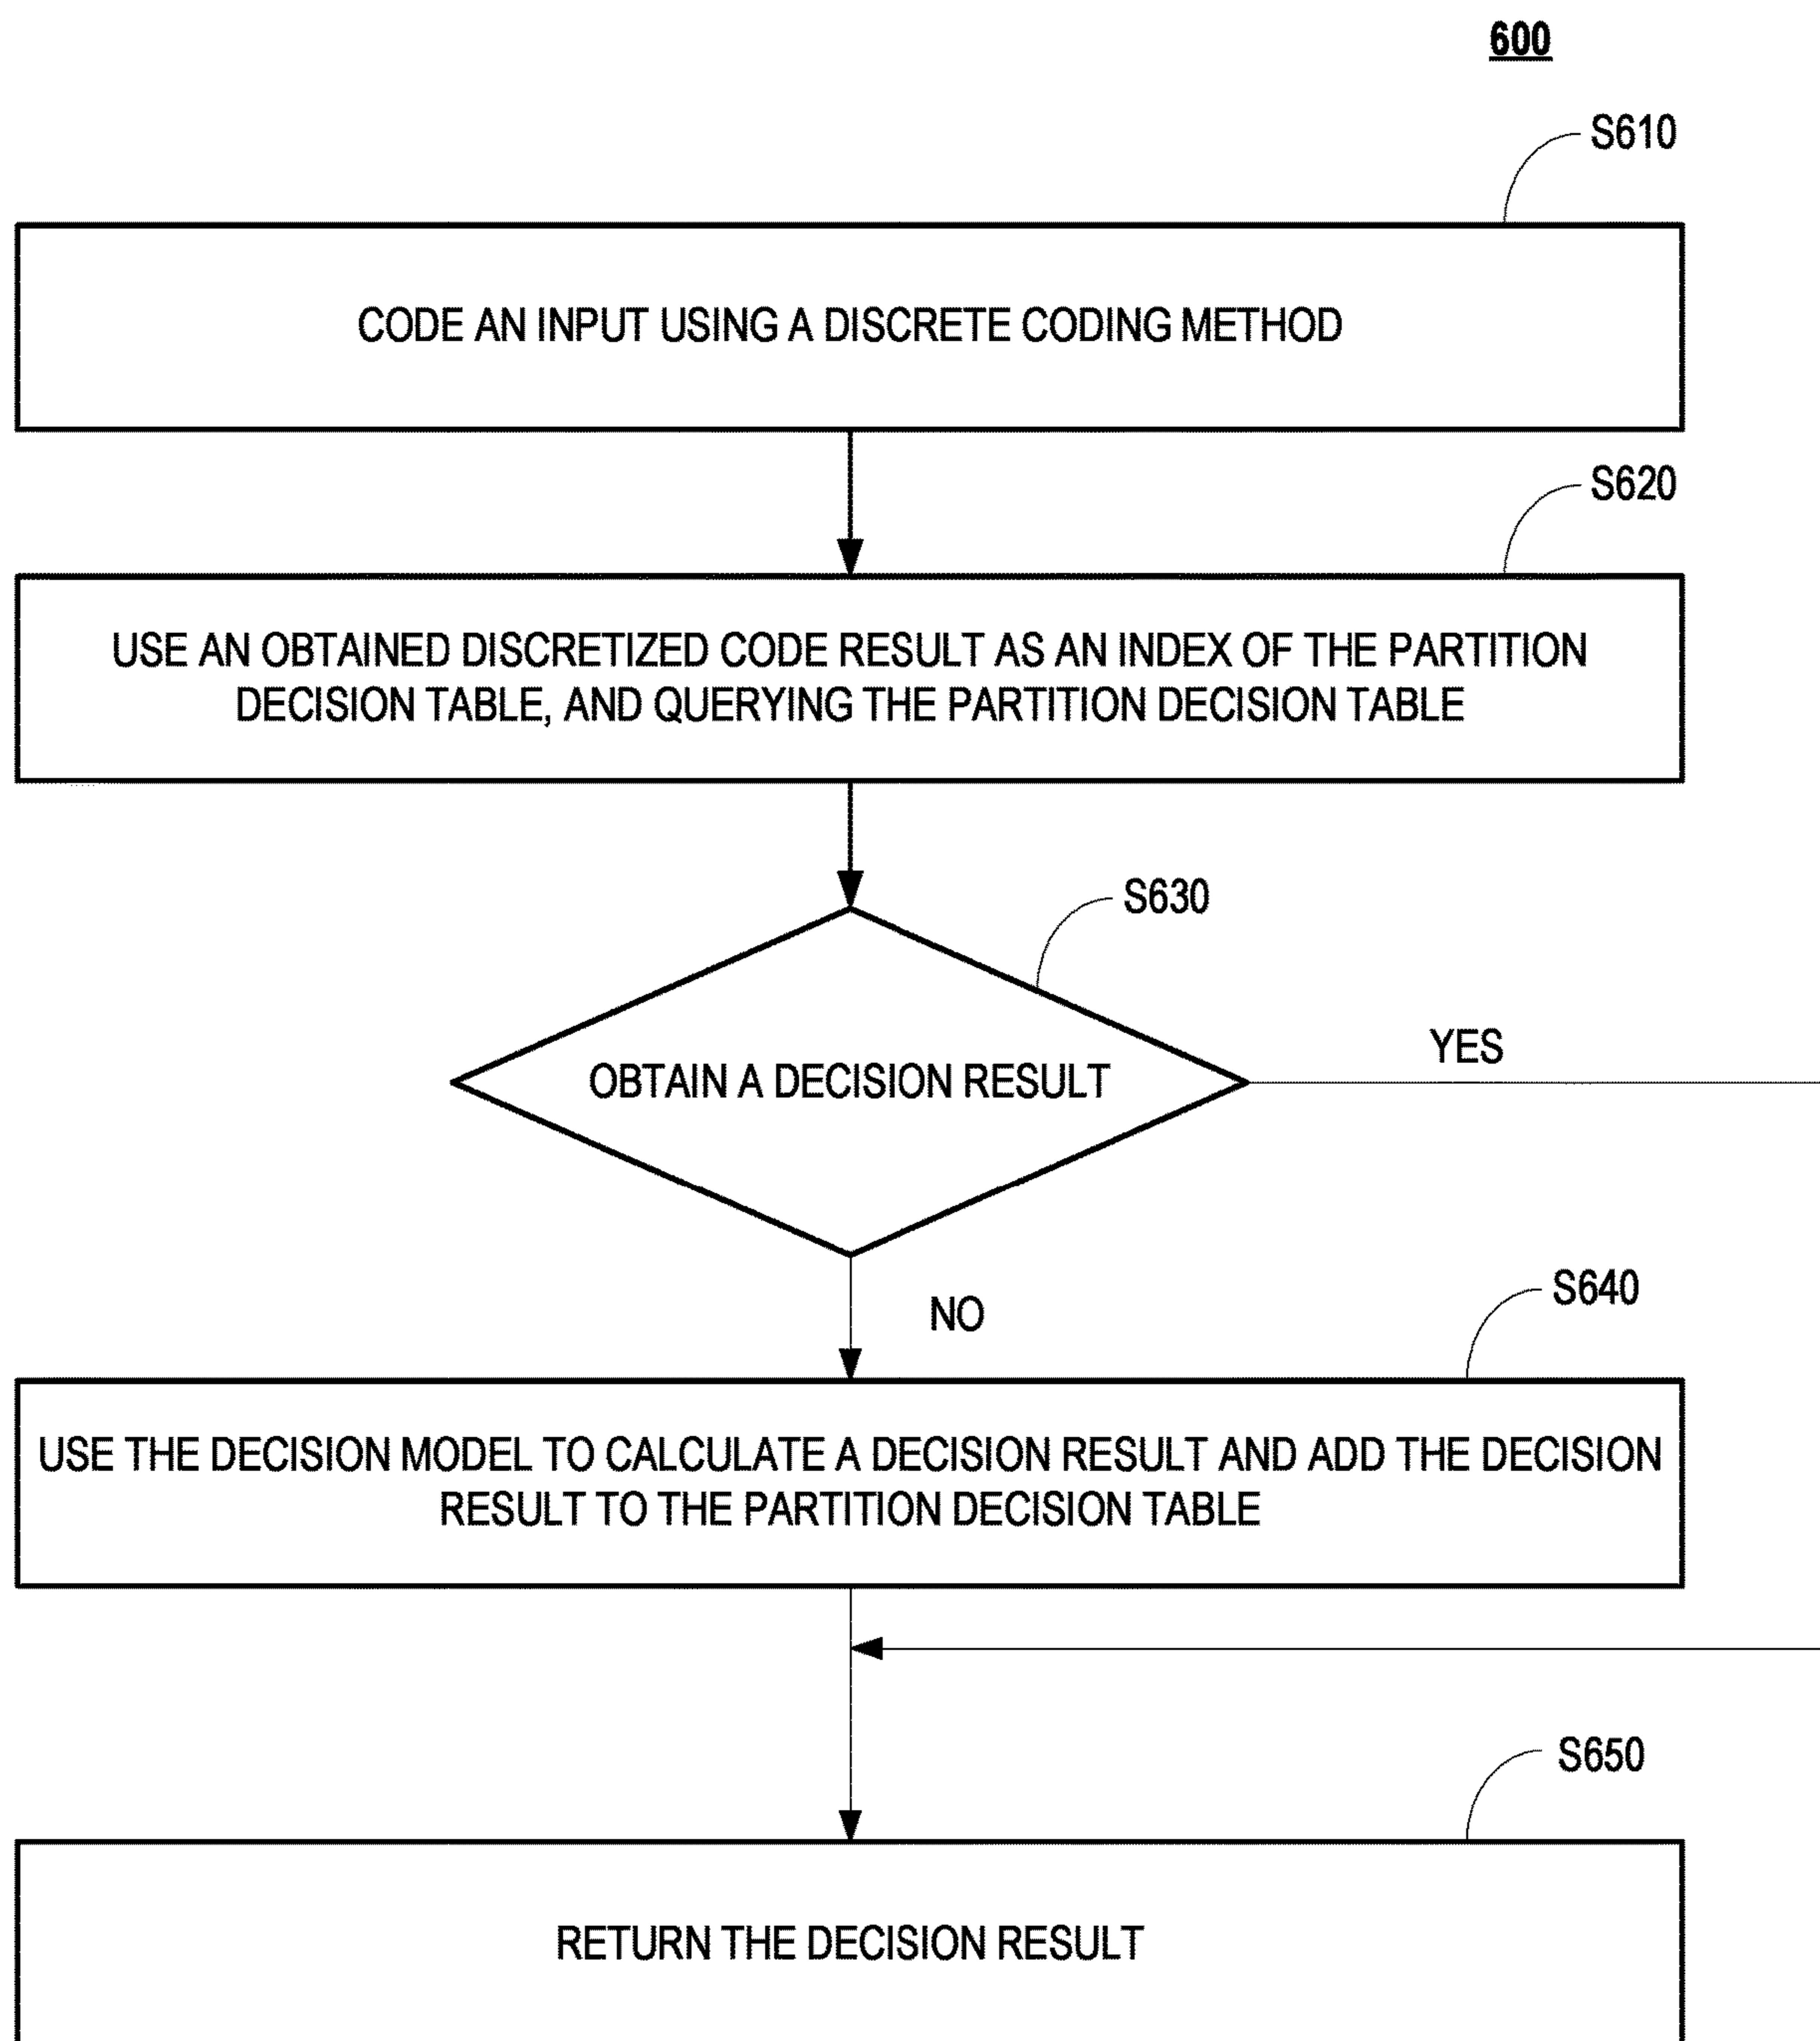 600
S610
CODE AN INPUT USING A DISCRETE CODING METHOD
S620
USE AN OBTAINED DISCRETIZED CODE RESULT AS AN INDEX OF THE PARTITION
DECISION TABLE, AND QUERYING THE PARTITION DECISION TABLE
S630
OBTAIN A DECISION RESULT
YES
NO
S640
USE THE DECISION MODEL TO CALCULATE A DECISION RESULT AND ADD THE DECISION
RESULT TO THE PARTITION DECISION TABLE
S650
RETURN THE DECISION RESULT